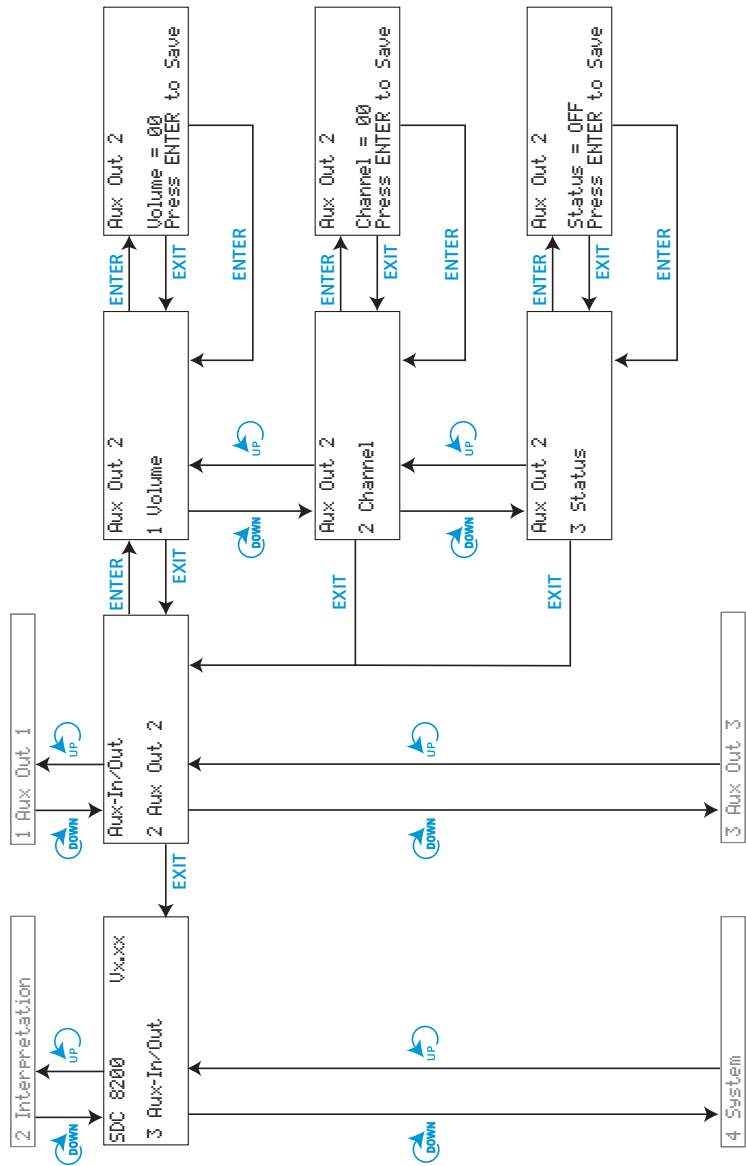 2 Interpretation
DOWN
UP
SDC 8200 Vx.xx
3 Aux-In/Out
DOWN
UP
4 System
1 Aux Out 1
DOWN
UP
EXIT
Aux-In/Out
2 Aux Out 2
DOWN
UP
3 Aux Out 3
ENTER
EXIT
Aux Out 2
1 Volume
ENTER
EXIT
Aux Out 2
Volume = 00
Press ENTER to Save
ENTER
DOWN
UP
EXIT
Aux Out 2
2 Channel
ENTER
EXIT
Aux Out 2
Channel = 00
Press ENTER to Save
ENTER
DOWN
UP
EXIT
Aux Out 2
3 Status
ENTER
EXIT
Aux Out 2
Status = OFF
Press ENTER to Save
ENTER